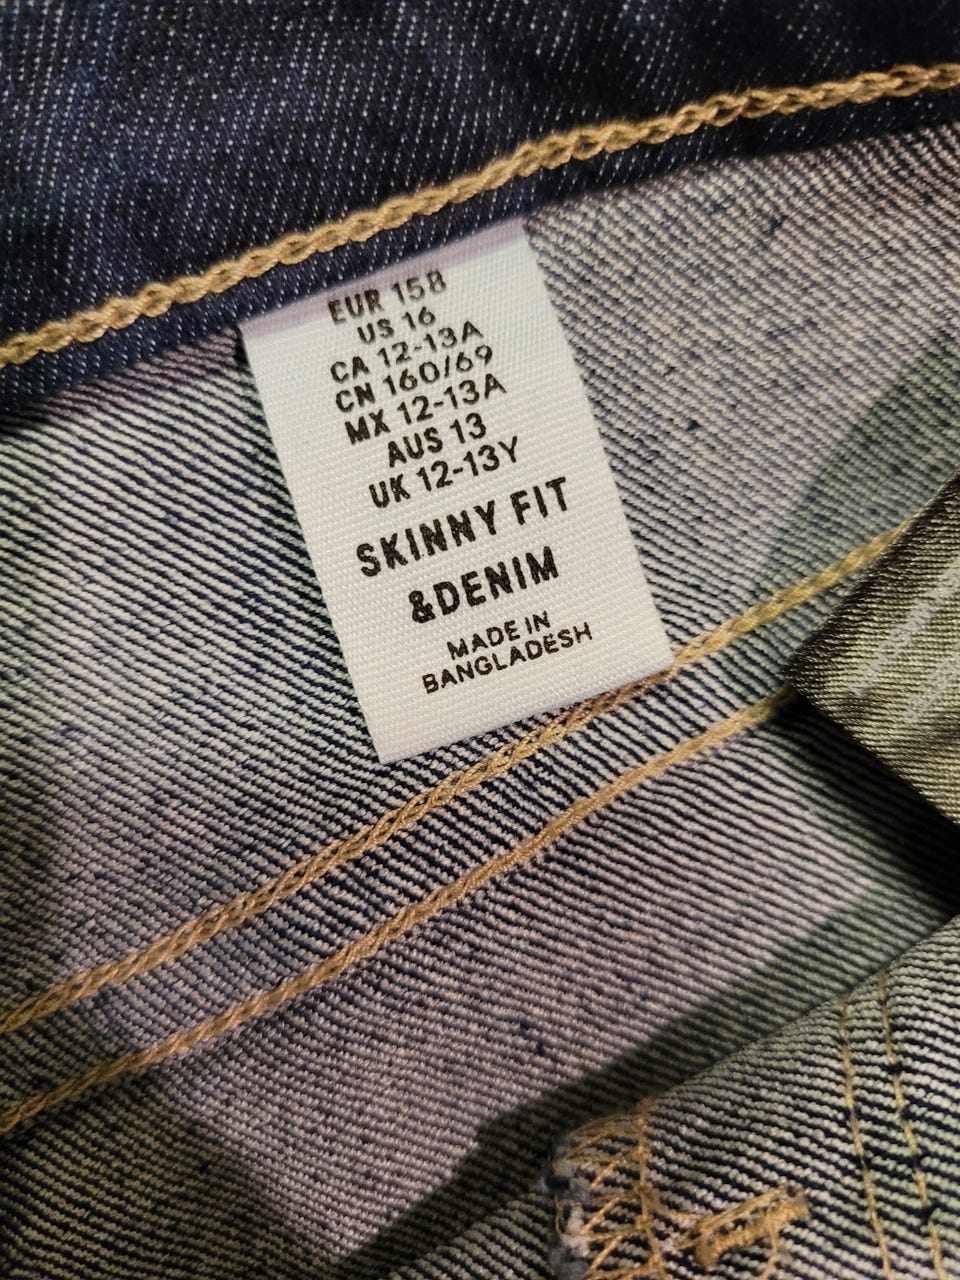 EUR 158
US 16
CA 12-13A
CN 160/69
MX 12-13A
AUS 13
UK 12-13Y
SKINNY FIT
&DENIM
MADE IN
BANGLADESH